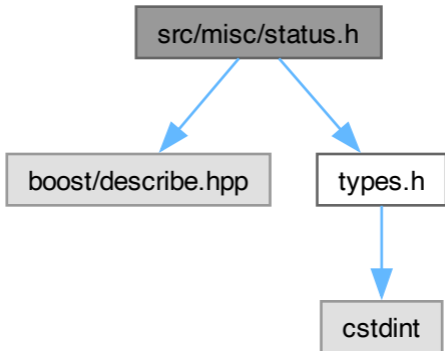 src/misc/status.h
boost/describe.hpp
types.h
cstdint